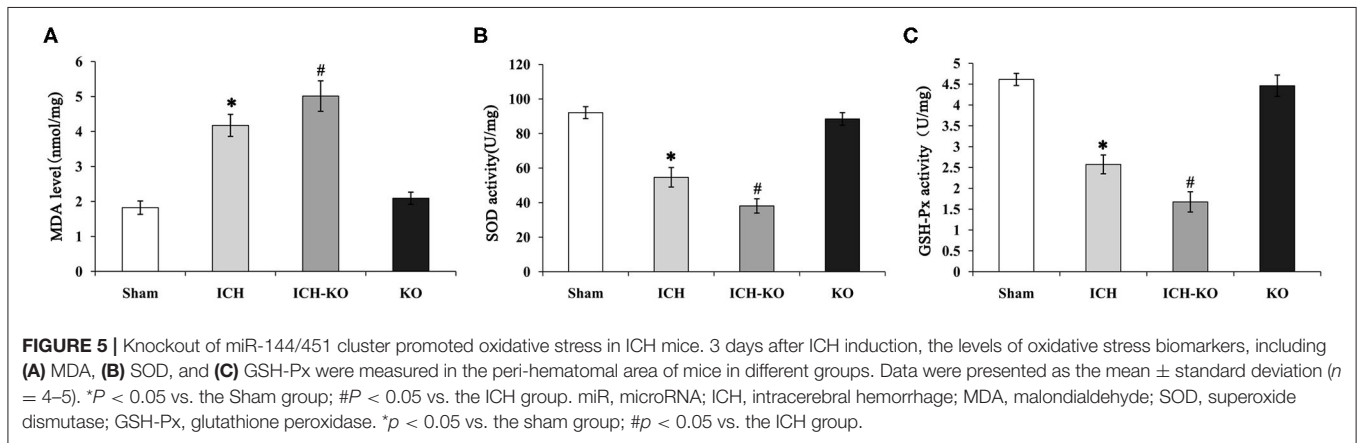 A
MDA level(nmol/mg)
6
5
4
3
2
1
0
*
#
Sham ICH ICH-KO KO
B
SOD activity(U/mg)
120
100
80
60
40
20
0
*
#
Sham ICH ICH-KO KO
C
GSH-Px activity (U/mg)
5
4.5
4
3.5
3
2.5
2
1.5
1
0.5
0
*
#
Sham ICH ICH-KO KO
FIGURE 5 | Knockout of miR-144/451 cluster promoted oxidative stress in ICH mice. 3 days after ICH induction, the levels of oxidative stress biomarkers, including
(A) MDA, (B) SOD, and (C) GSH-Px were measured in the peri-hematomal area of mice in different groups. Data were presented as the mean ± standard deviation (n
= 4–5). *P < 0.05 vs. the Sham group; #P < 0.05 vs. the ICH group. miR, microRNA; ICH, intracerebral hemorrhage; MDA, malondialdehyde; SOD, superoxide
dismutase; GSH-Px, glutathione peroxidase. *p < 0.05 vs. the sham group; #p < 0.05 vs. the ICH group.